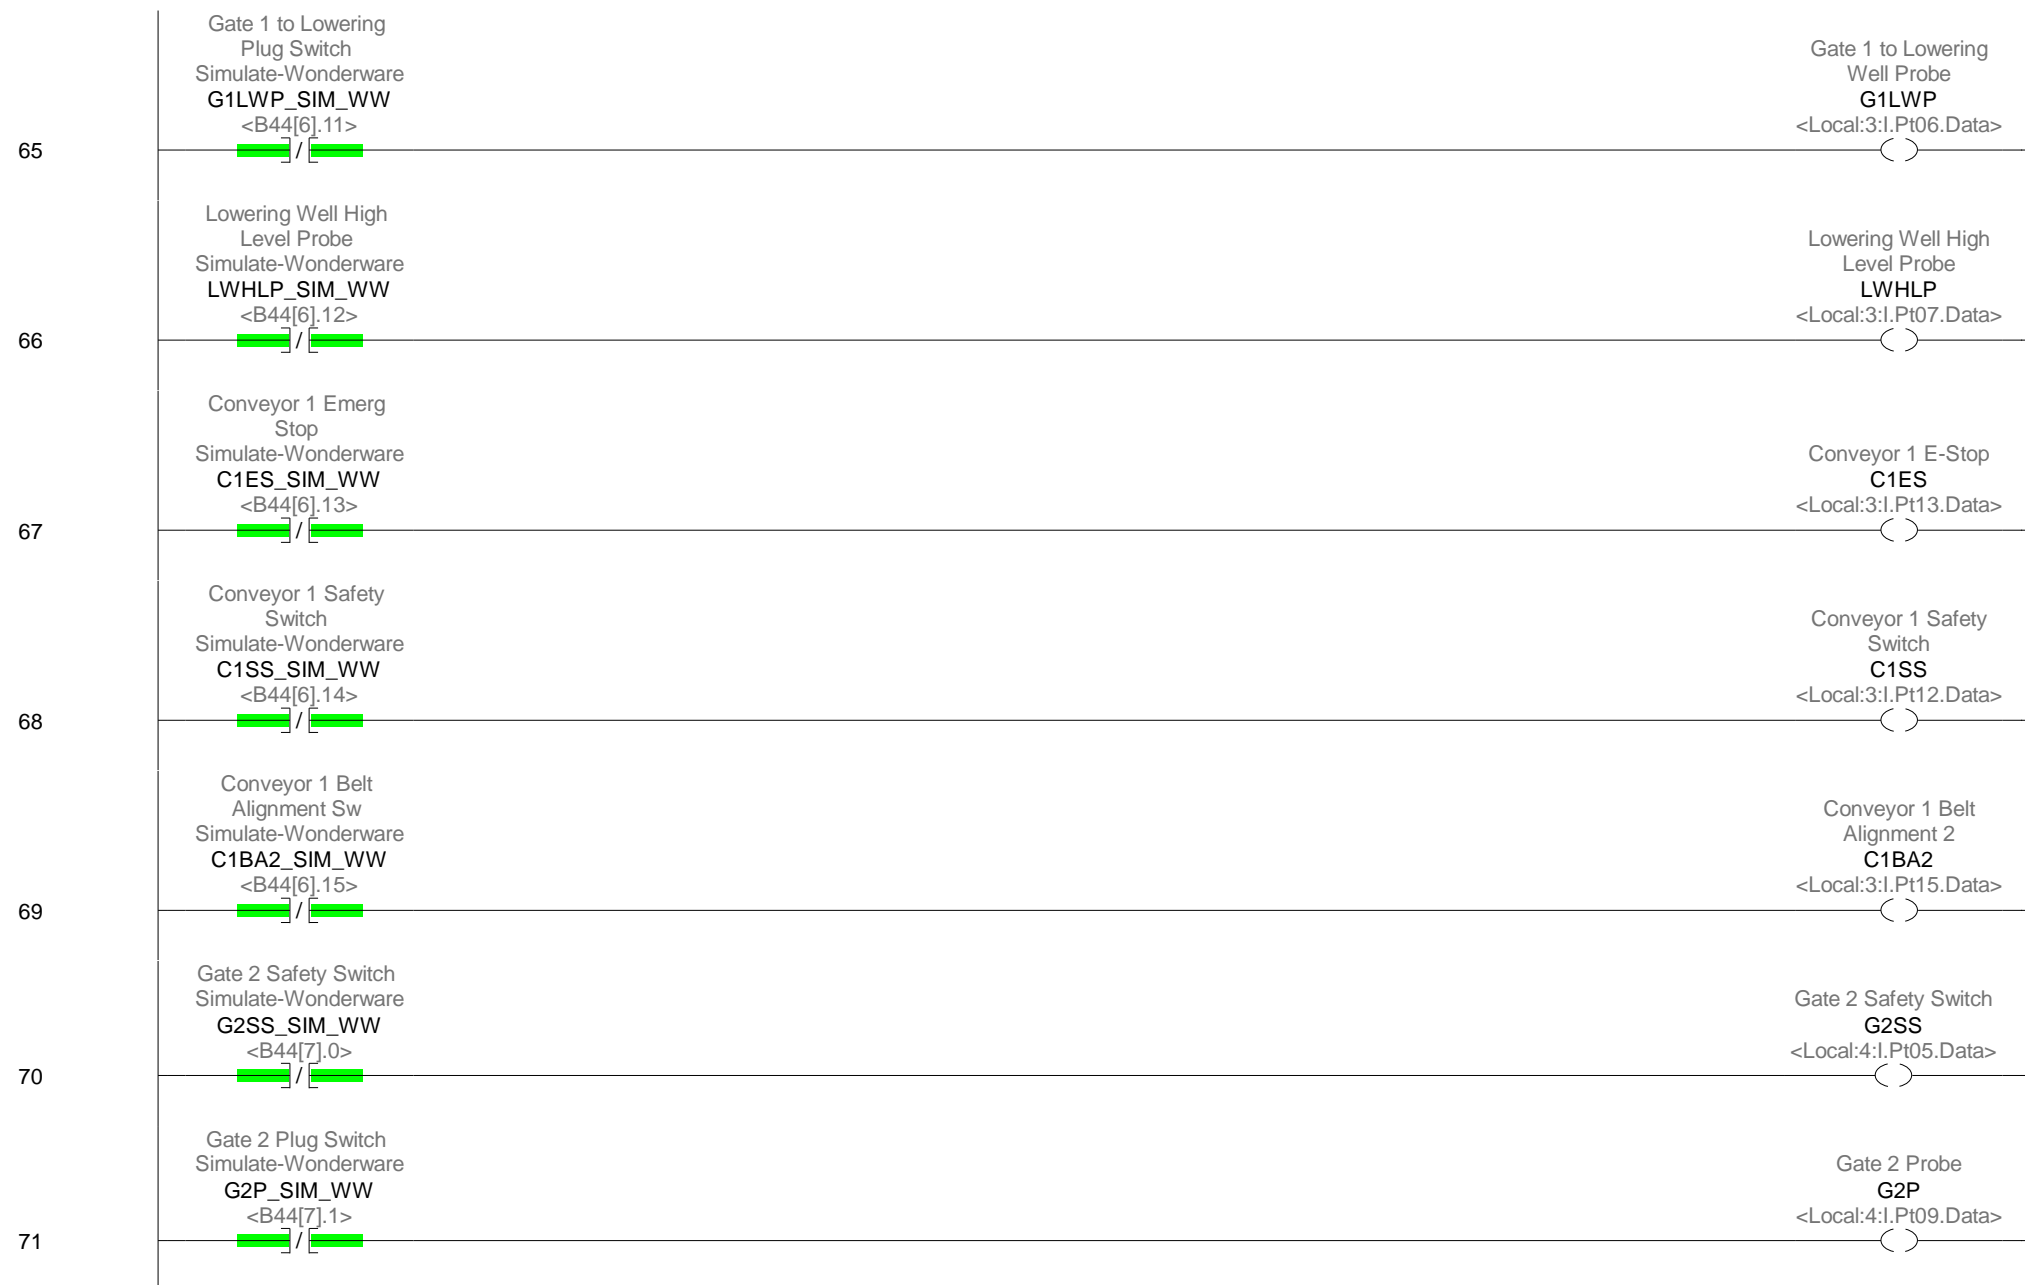 Gate 1 to Lowering
Plug Switch
Simulate-Wonderware
G1LWP_SIM_WW
<B44[6].11>
Gate 1 to Lowering
Well Probe
G1LWP
<Local:3:I.Pt06.Data>
65
Lowering Well High
Level Probe
Simulate-Wonderware
LWHLP_SIM_WW
<B44[6].12>
Lowering Well High
Level Probe
LWHLP
<Local:3:I.Pt07.Data>
66
Conveyor 1 Emerg
Stop
Simulate-Wonderware
C1ES_SIM_WW
<B44[6].13>
Conveyor 1 E-Stop
C1ES
<Local:3:I.Pt13.Data>
67
Conveyor 1 Safety
Switch
Simulate-Wonderware
C1SS_SIM_WW
<B44[6].14>
Conveyor 1 Safety
Switch
C1SS
<Local:3:I.Pt12.Data>
68
Conveyor 1 Belt
Alignment Sw
Simulate-Wonderware
C1BA2_SIM_WW
<B44[6].15>
Conveyor 1 Belt
Alignment 2
C1BA2
<Local:3:I.Pt15.Data>
69
Gate 2 Safety Switch
Simulate-Wonderware
G2SS_SIM_WW
<B44[7].0>
Gate 2 Safety Switch
G2SS
<Local:4:I.Pt05.Data>
70
Gate 2 Plug Switch
Simulate-Wonderware
G2P_SIM_WW
<B44[7].1>
Gate 2 Probe
G2P
<Local:4:I.Pt09.Data>
71